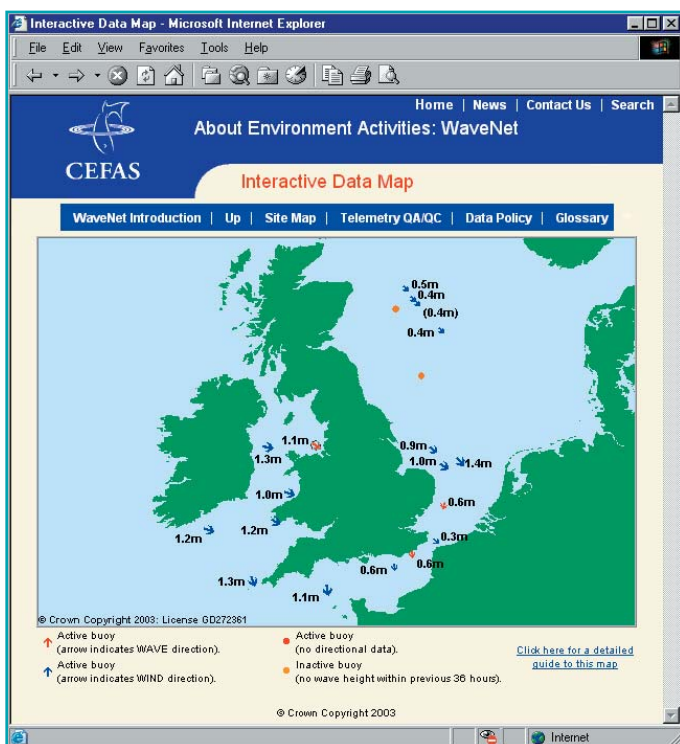 Interactive Data Map - Microsoft Internet Explorer
File Edit View Favorites Tools Help
Home | News | Contact Us | Search
About Environment Activities: WaveNet
CEFAS
Interactive Data Map
WaveNet Introduction | Up | Site Map | Telemetry QA/QC | Data Policy | Glossary
0.5m
0.4m
(0.4m)
0.4m
1.1m
1.3m
0.9m
1.0m
1.4m
1.0m
0.6m
1.2m
1.2m
0.3m
0.6m
0.6m
1.3m
1.1m
© Crown Copyright 2003: License GD272361
Active buoy
(arrow indicates WAVE direction).
Active buoy
(arrow indicates WIND direction).
Active buoy
(no directional data).
Inactive buoy
(no wave height within previous 36 hours).
Click here for a detailed
guide to this map
© Crown Copyright 2003
Internet